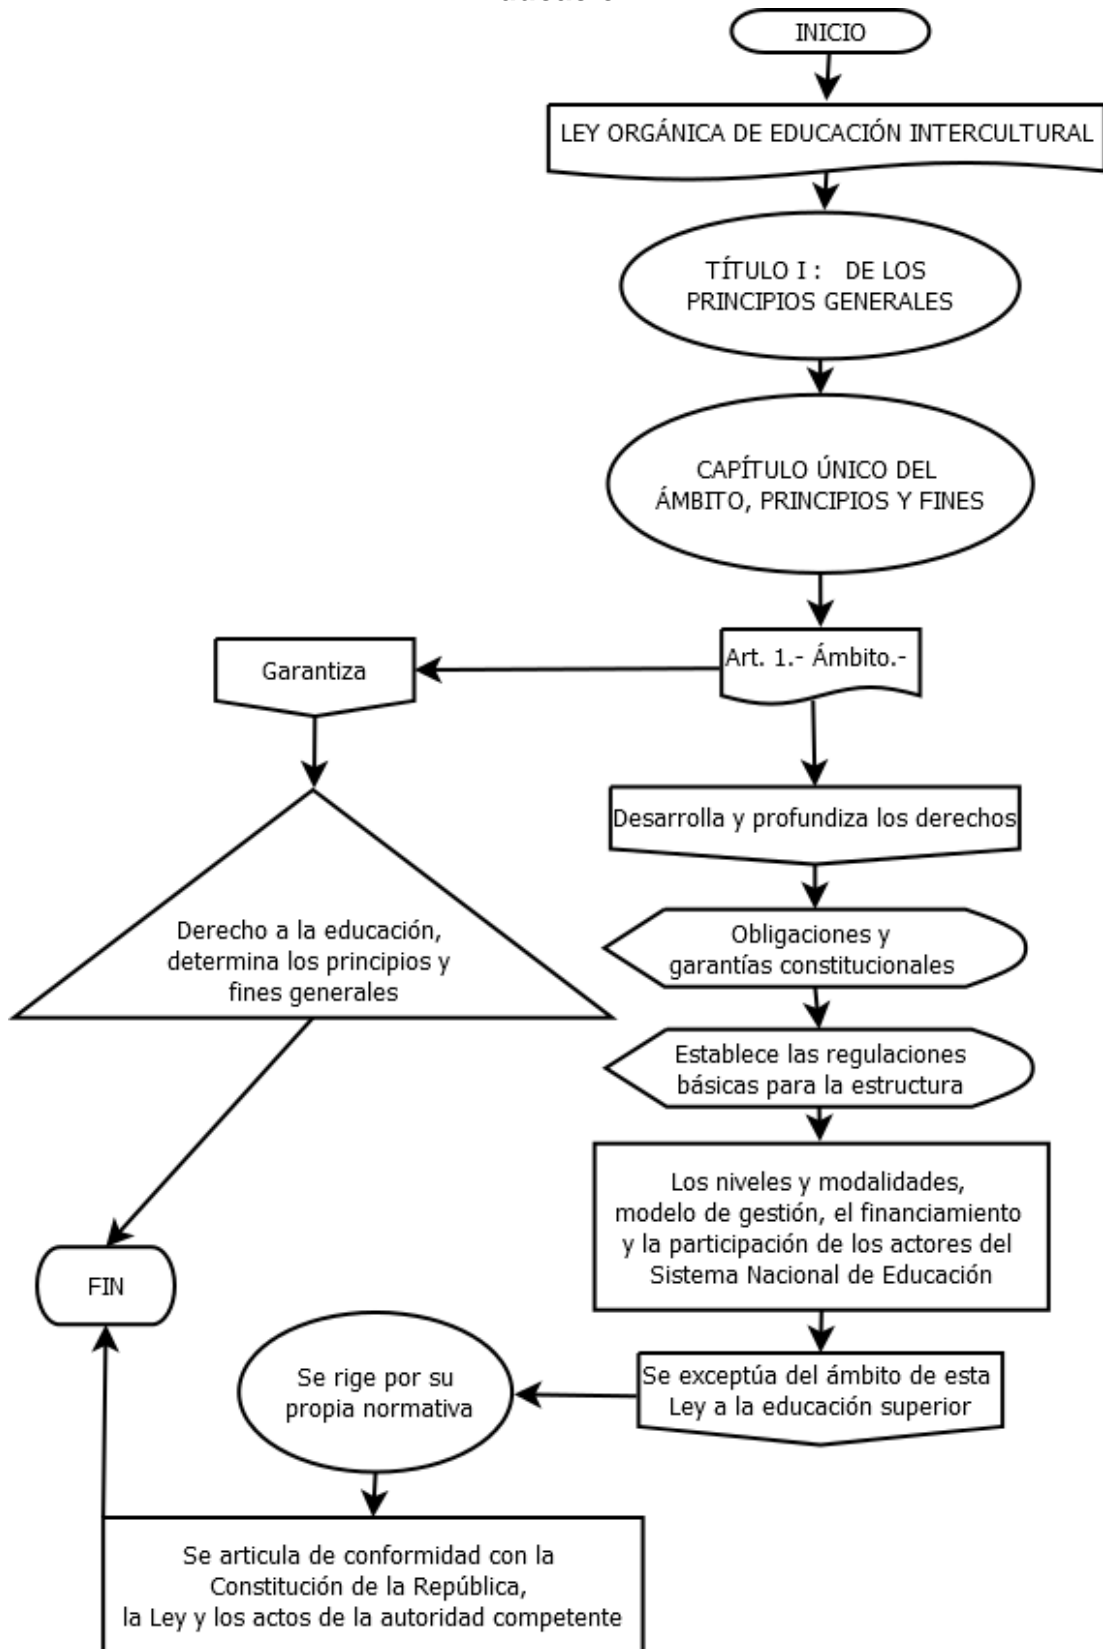 INICIO
LEY ORGÁNICA DE EDUCACIÓN INTERCULTURAL
TÍTULO I : DE LOS
PRINCIPIOS GENERALES
CAPÍTULO ÚNICO DEL
ÁMBITO, PRINCIPIOS Y FINES
Art. 1.- Ámbito.-
Garantiza
Derecho a la educación,
determina los principios y
fines generales
Desarrolla y profundiza los derechos
Obligaciones y
garantías constitucionales
Establece las regulaciones
básicas para la estructura
Los niveles y modalidades,
modelo de gestión, el financiamiento
y la participación de los actores del
Sistema Nacional de Educación
Se exceptúa del ámbito de esta
Ley a la educación superior
Se rige por su
propia normativa
Se articula de conformidad con la
Constitución de la República,
la Ley y los actos de la autoridad competente
FIN